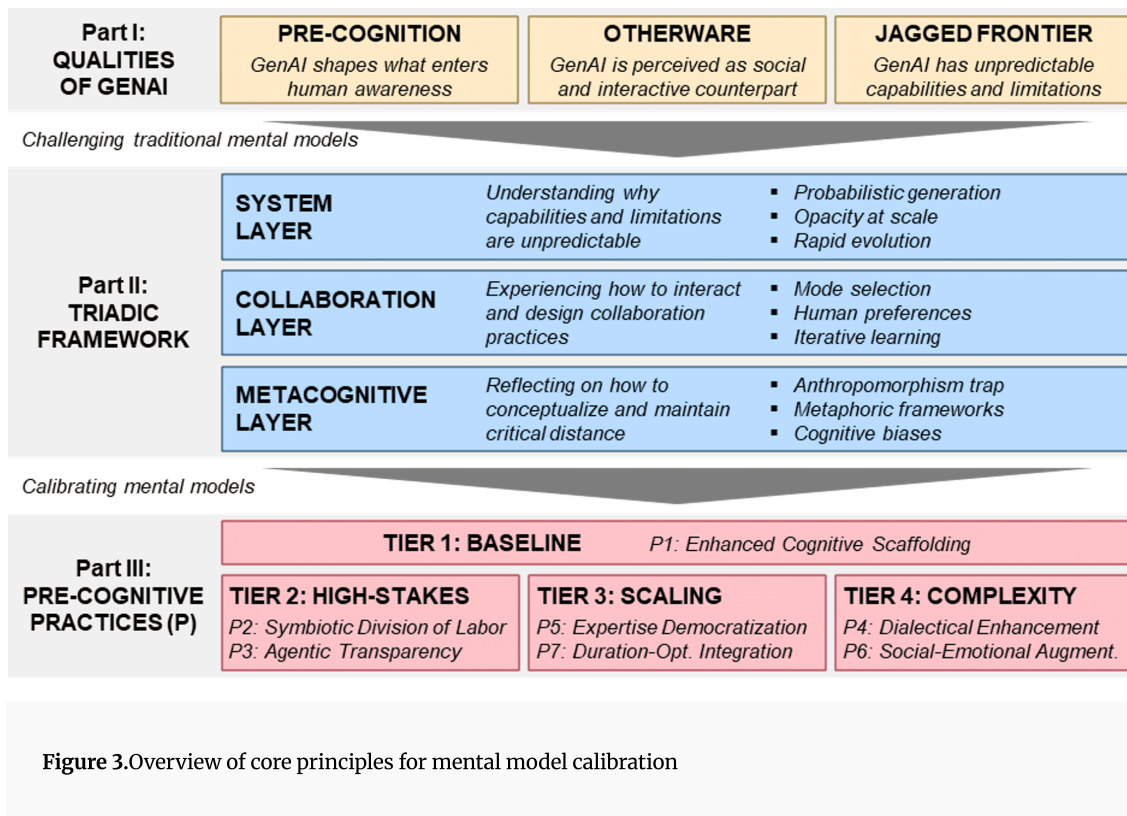 Part I:
QUALITIES
OF GENAI
PRE-COGNITION
GenAI shapes what enters
human awareness
OTHERWARE
GenAI is perceived as social
and interactive counterpart
JAGGED FRONTIER
GenAI has unpredictable
capabilities and limitations
Challenging traditional mental models
Part II:
TRIADIC
FRAMEWORK
SYSTEM
LAYER
Understanding why
capabilities and limitations
are unpredictable
▪ Probabilistic generation
▪ Opacity at scale
▪ Rapid evolution
COLLABORATION
LAYER
Experiencing how to interact
and design collaboration
practices
▪ Mode selection
▪ Human preferences
▪ Iterative learning
METACOGNITIVE
LAYER
Reflecting on how to
conceptualize and maintain
critical distance
▪ Anthropomorphism trap
▪ Metaphoric frameworks
▪ Cognitive biases
Calibrating mental models
Part III:
PRE-COGNITIVE
PRACTICES (P)
TIER 1: BASELINE P1: Enhanced Cognitive Scaffolding
TIER 2: HIGH-STAKES
P2: Symbiotic Division of Labor
P3: Agentic Transparency
TIER 3: SCALING
P5: Expertise Democratization
P7: Duration-Opt. Integration
TIER 4: COMPLEXITY
P4: Dialectical Enhancement
P6: Social-Emotional Augment.
Figure 3.Overview of core principles for mental model calibration